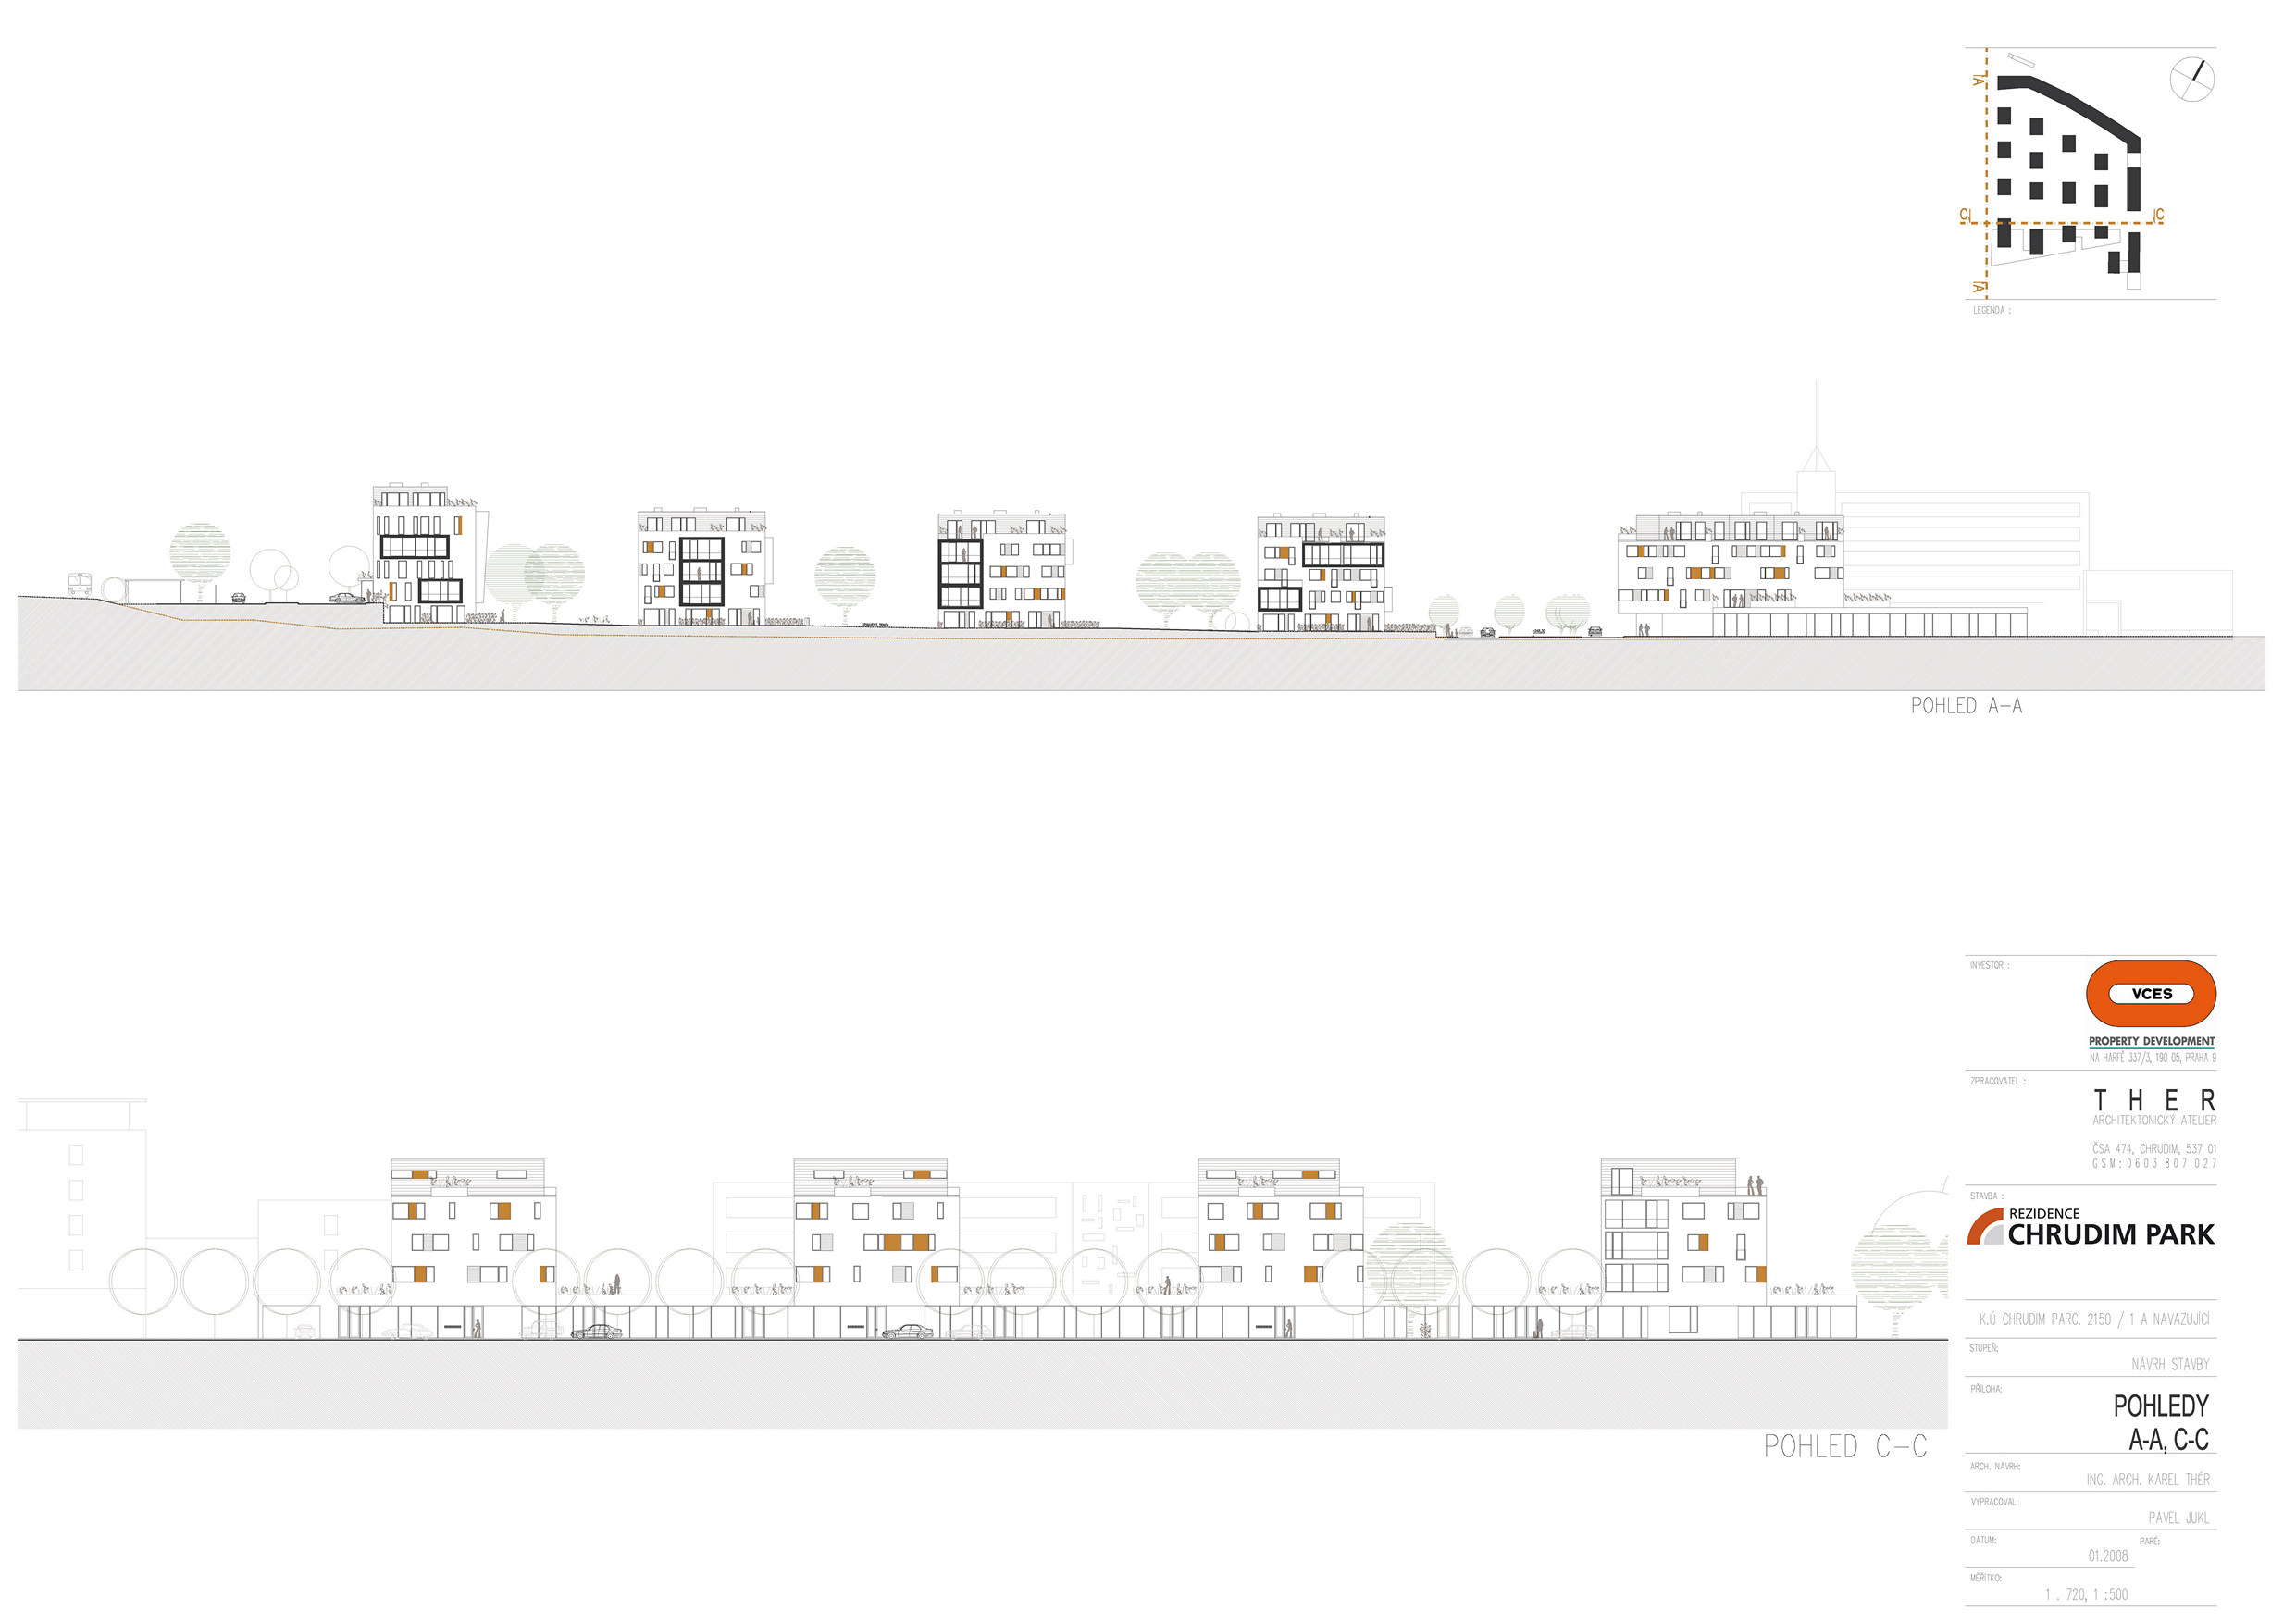 A
C
C
A
LEGENDA :
POHLED A-A
INVESTOR :
VCES
PROPERTY DEVELOPMENT
NA HARFĚ 337/3, 190 05, PRAHA 9
ZPRACOVATEL :
T H E R
ARCHITEKTONICKÝ ATELIER
ČSA 474, CHRUDIM, 537 01
GSM:0603 807 027
STAVBA :
REZIDENCE
CHRUDIM PARK
K.Ú CHRUDIM PARC. 2150 / 1 A NAVAZUJÍCÍ
STUPEŇ:
NÁVRH STAVBY
PŘÍLOHA:
POHLEDY
A-A, C-C
POHLED C-C
ARCH. NÁVRH:
ING. ARCH. KAREL THÉR
VYPRACOVAL:
PAVEL JUKL
DATUM:
PARÉ:
01.2008
MĚŘÍTKO:
1 . 720, 1 :500